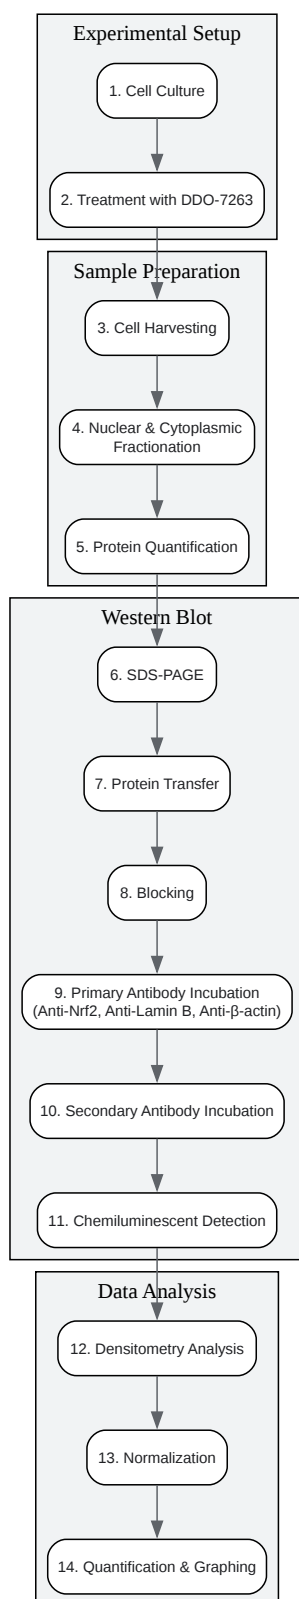 Experimental Setup
1. Cell Culture
2. Treatment with DDO-7263
Sample Preparation
3. Cell Harvesting
4. Nuclear & Cytoplasmic
Fractionation
5. Protein Quantification
Western Blot
6. SDS-PAGE
7. Protein Transfer
8. Blocking
9. Primary Antibody Incubation
(Anti-Nrf2, Anti-Lamin B, Anti-β-actin)
10. Secondary Antibody Incubation
11. Chemiluminescent Detection
Data Analysis
12. Densitometry Analysis
13. Normalization
14. Quantification & Graphing